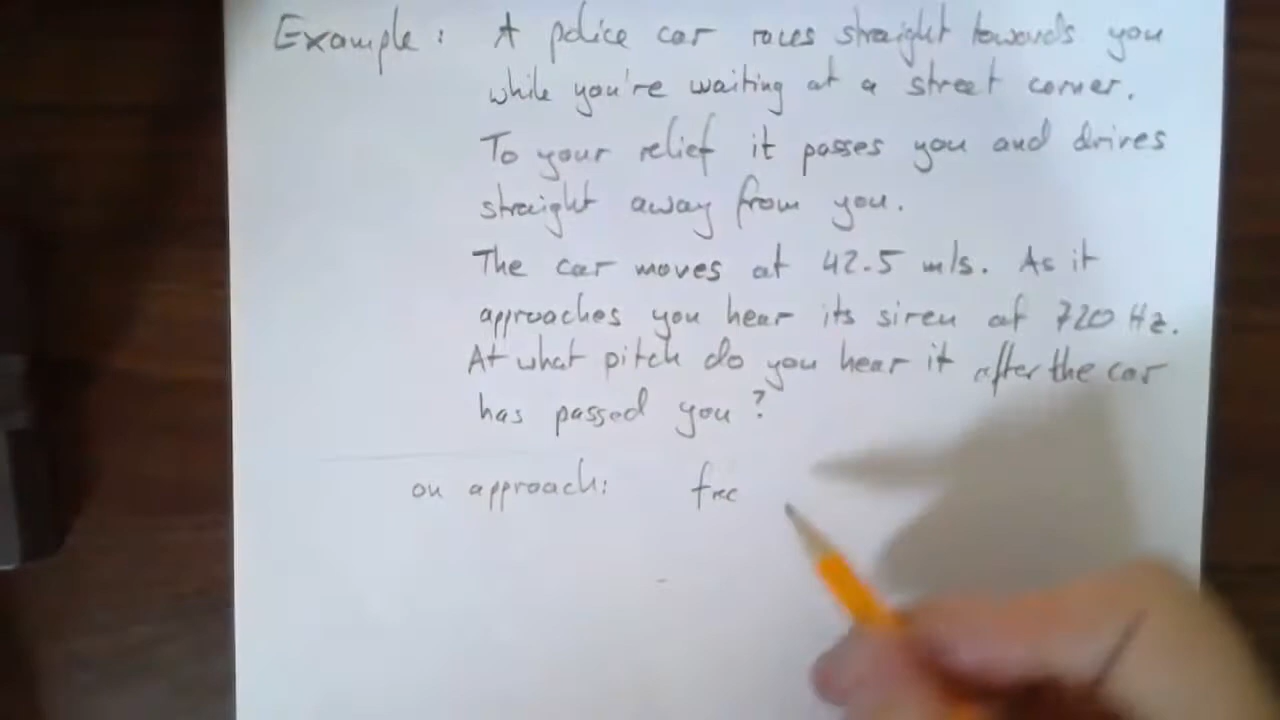 Example: A police car races straight towards you
while you're waiting at a street corner.
To your relief it passes you and drives
straight away from you.
The car moves at 42.5 m/s. As it
approaches you hear its siren at 720 Hz.
At what pitch do you hear it after the car
has passed you?
on approach: frec